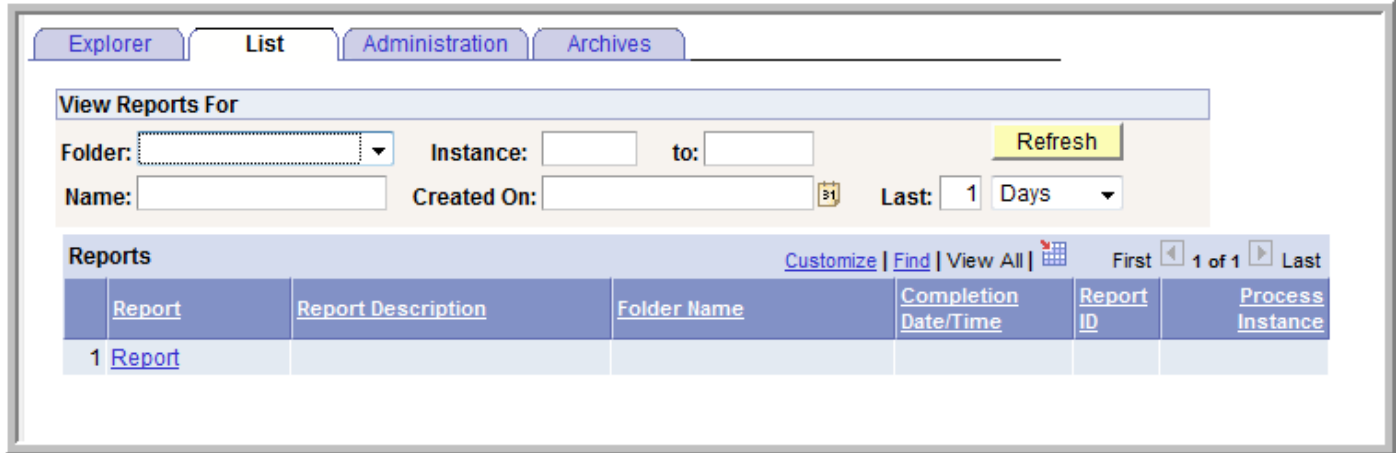 Explorer List Administration Archives
View Reports For
Folder: Instance: to: Refresh
Name: Created On: 31 Last: 1 Days
Reports Customize | Find | View All | First 1 of 1 Last
Report Report Description Folder Name Completion Date/Time Report ID Process Instance
1 Report